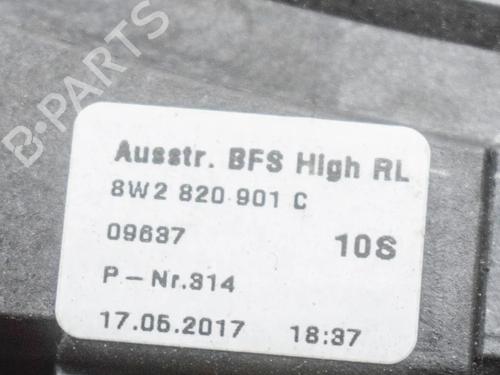 B-PARTS
Ausstr. BFS High RL
8W2 820 901 C
09637 10S
P-Nr.314
17.05.2017 18:37